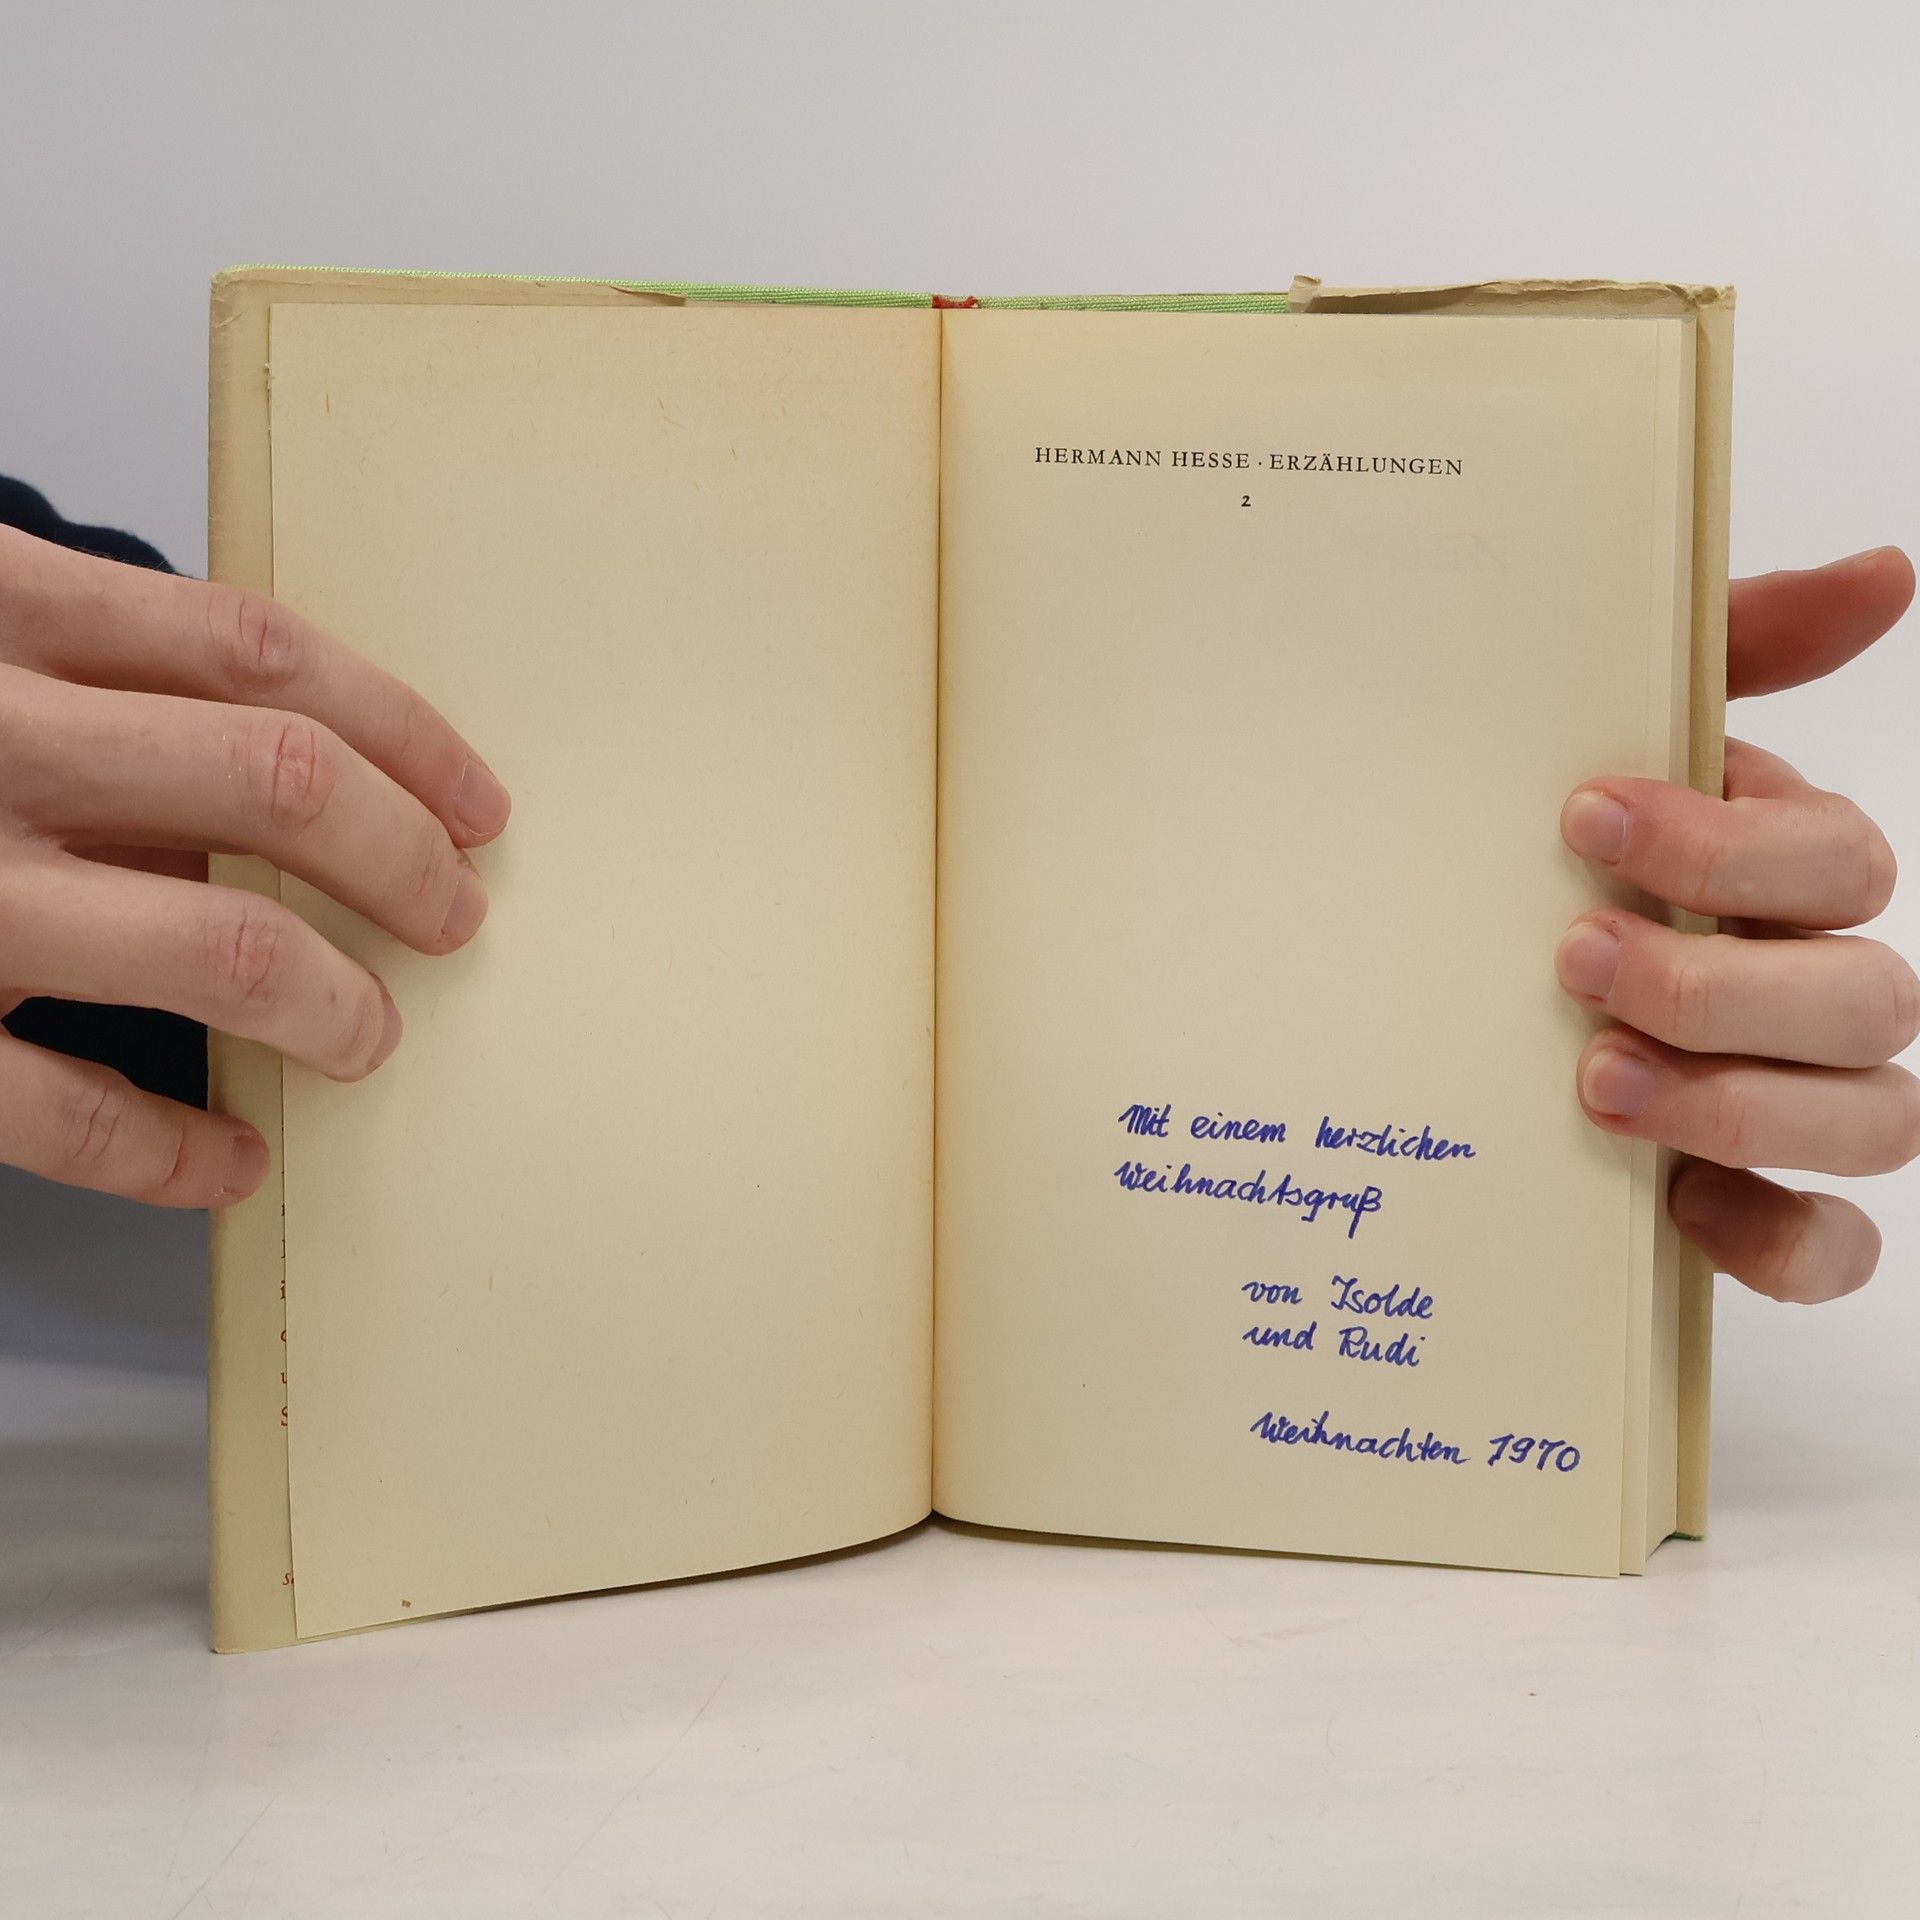 HERMANN HESSE · ERZÄHLUNGEN
2
Mit einem herzlichen
Weihnachtsgruß
von Isolde
und Rudi
Weihnachten 1970